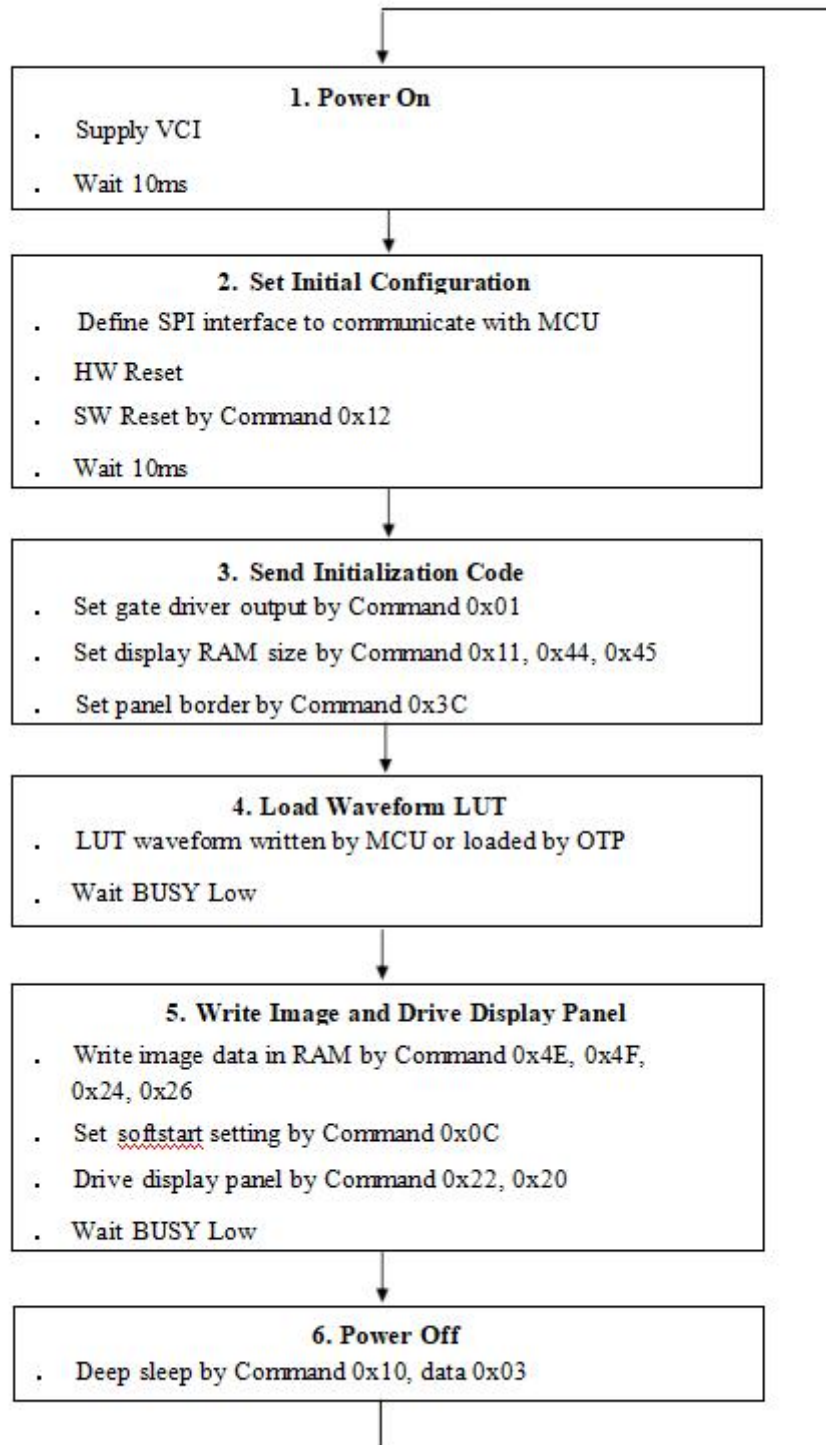 1. Power On
. Supply VCI
. Wait 10ms
2. Set Initial Configuration
. Define SPI interface to communicate with MCU
. HW Reset
. SW Reset by Command 0x12
. Wait 10ms
3. Send Initialization Code
. Set gate driver output by Command 0x01
. Set display RAM size by Command 0x11, 0x44, 0x45
. Set panel border by Command 0x3C
4. Load Waveform LUT
. LUT waveform written by MCU or loaded by OTP
. Wait BUSY Low
5. Write Image and Drive Display Panel
. Write image data in RAM by Command 0x4E, 0x4F,
0x24, 0x26
. Set softstart setting by Command 0x0C
. Drive display panel by Command 0x22, 0x20
. Wait BUSY Low
6. Power Off
. Deep sleep by Command 0x10, data 0x03